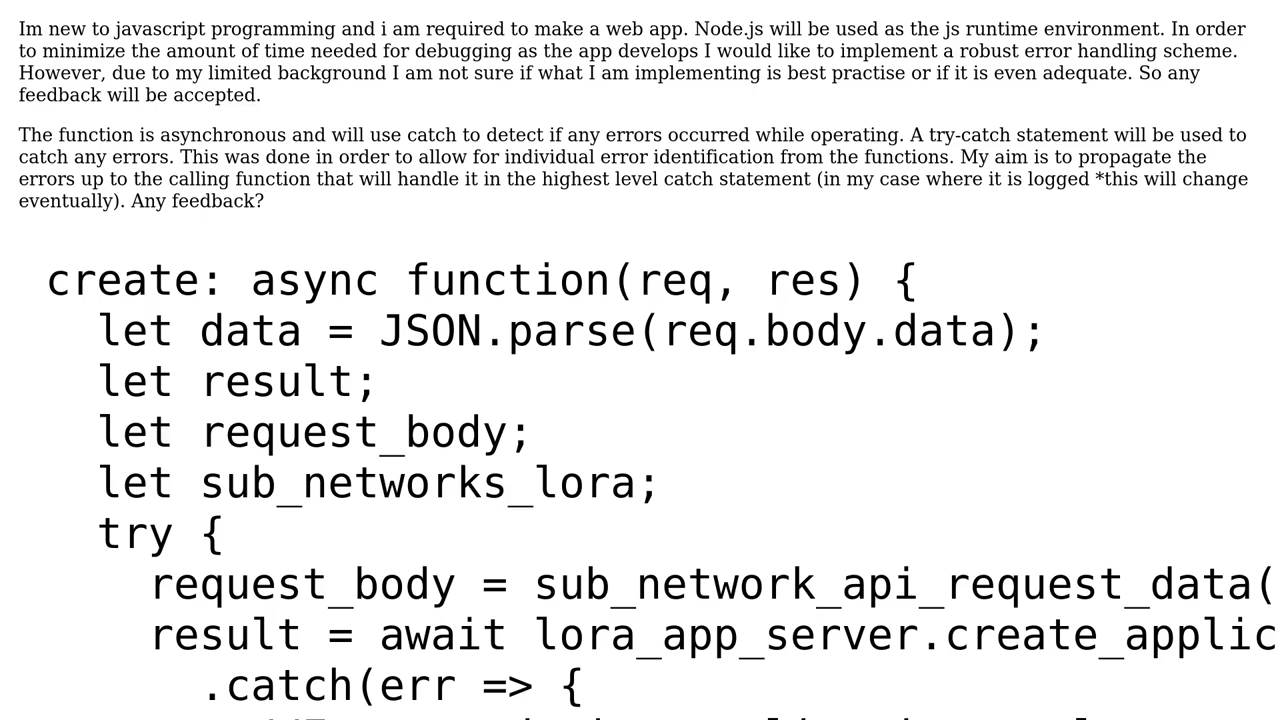 Im new to javascript programming and i am required to make a web app. Node.js will be used as the js runtime environment. In order
to minimize the amount of time needed for debugging as the app develops I would like to implement a robust error handling scheme.
However, due to my limited background I am not sure if what I am implementing is best practise or if it is even adequate. So any
feedback will be accepted.
The function is asynchronous and will use catch to detect if any errors occurred while operating. A try-catch statement will be used to
catch any errors. This was done in order to allow for individual error identification from the functions. My aim is to propagate the
errors up to the calling function that will handle it in the highest level catch statement (in my case where it is logged *this will change
eventually). Any feedback?
create: async function(req, res) {
let data = JSON.parse(req.body.data);
let result;
let request_body;
let sub_networks_lora;
try {
request_body = sub_network_api_request_data(
result = await lora_app_server.create_applic
.catch(err => {